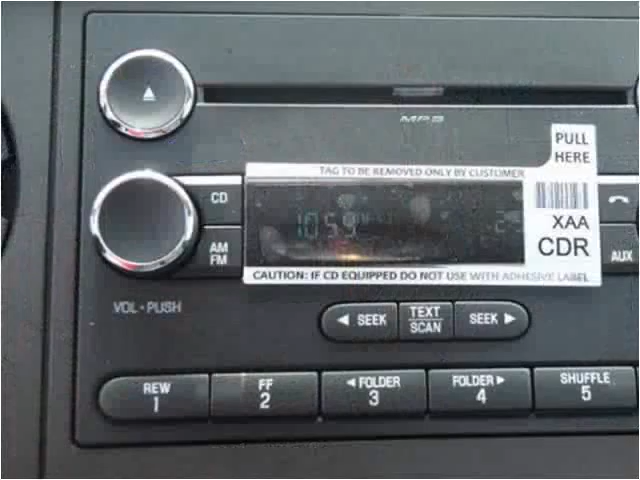 MP3
PULL
HERE
TAG TO BE REMOVED ONLY BY CUSTOMER
CD
XAA
CDR
AM
FM
AUX
CAUTION: IF CD EQUIPPED DO NOT USE WITH ADHESIVE LABEL
VOL • PUSH
◄ SEEK
TEXT
SCAN
SEEK ►
REW
1
FF
2
◄ FOLDER
3
FOLDER ►
4
SHUFFLE
5